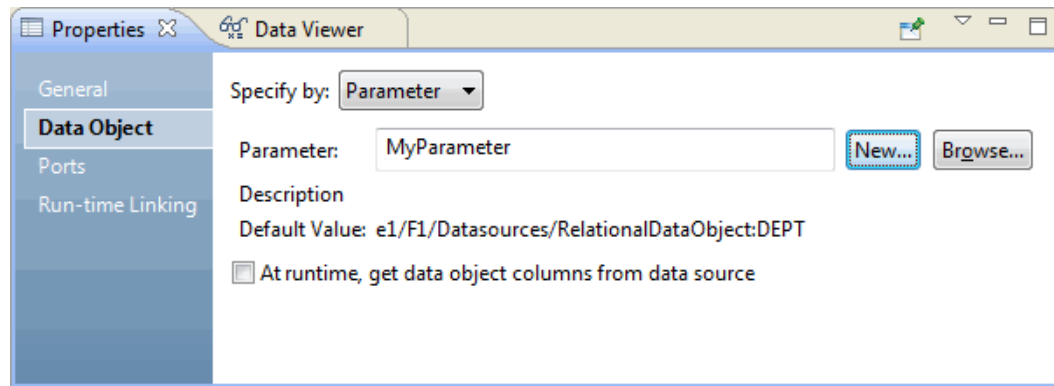 Properties Data Viewer
General
Data Object
Ports
Run-time Linking
Specify by: Parameter
Parameter: MyParameter New... Browse...
Description
Default Value: e1/F1/Datasources/RelationalDataObject:DEPT
At runtime, get data object columns from data source